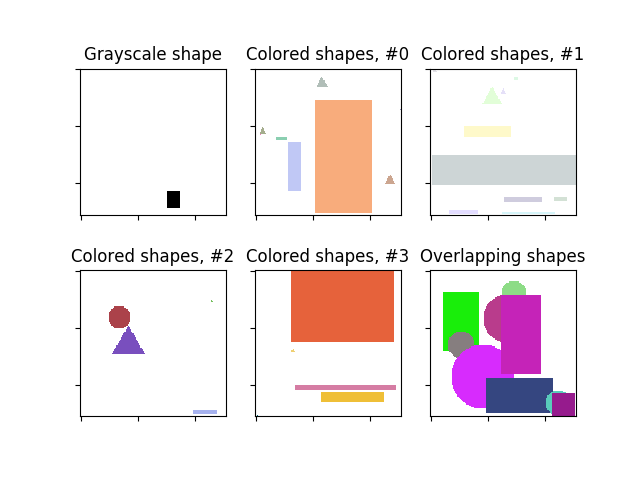 Grayscale shape
Colored shapes, #0
Colored shapes, #1
Colored shapes, #2
Colored shapes, #3
Overlapping shapes